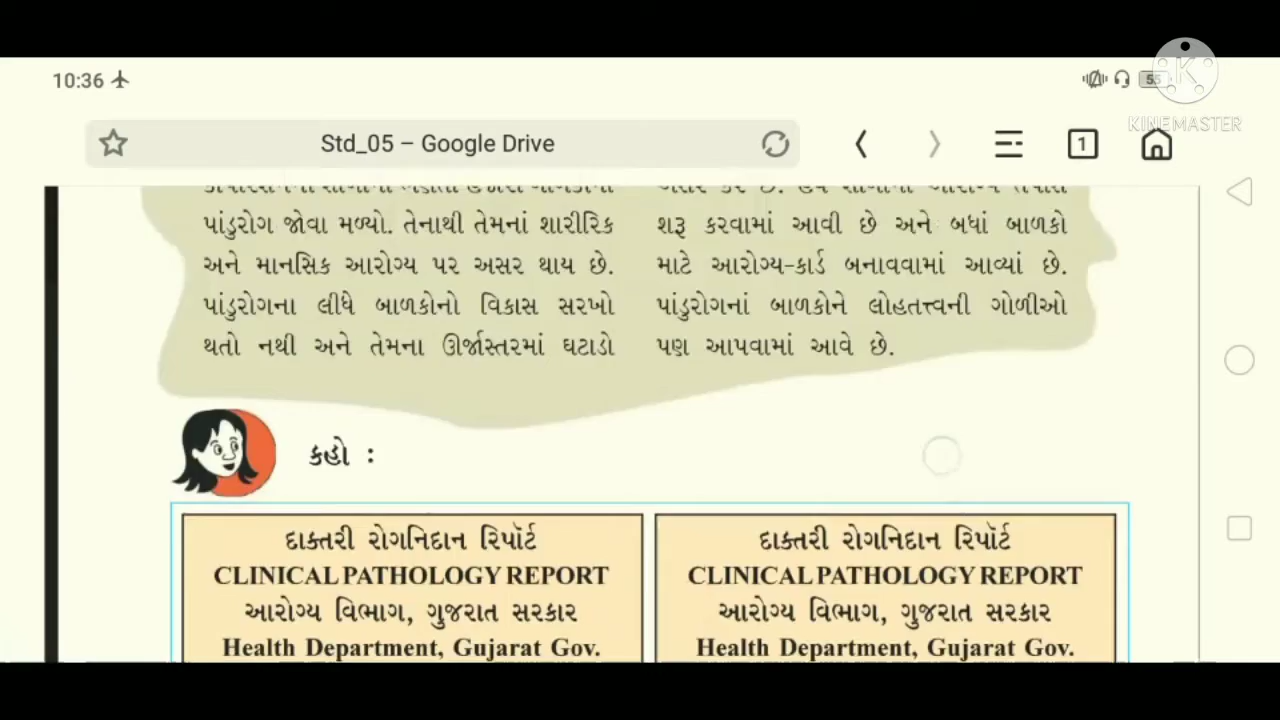 10:36
55
KINEMASTER
Std_05 – Google Drive
1
પાંડુરોગ જોવા મળ્યો. તેનાથી તેમનાં શારીરિક
અને માનસિક આરોગ્ય પર અસર થાય છે.
પાંડુરોગના લીધે બાળકોનો વિકાસ સરખો
થતો નથી અને તેમના ઊર્જાસ્તરમાં ઘટાડો
શરૂ કરવામાં આવી છે અને બધાં બાળકો
માટે આરોગ્ય-કાર્ડ બનાવવામાં આવ્યાં છે.
પાંડુરોગનાં બાળકોને લોહતત્ત્વની ગોળીઓ
પણ આપવામાં આવે છે.
કહો :
દાક્તરી રોગનિદાન રિપૉર્ટ
CLINICAL PATHOLOGY REPORT
આરોગ્ય વિભાગ, ગુજરાત સરકાર
Health Department, Gujarat Gov.
દાક્તરી રોગનિદાન રિપૉર્ટ
CLINICAL PATHOLOGY REPORT
આરોગ્ય વિભાગ, ગુજરાત સરકાર
Health Department, Gujarat Gov.